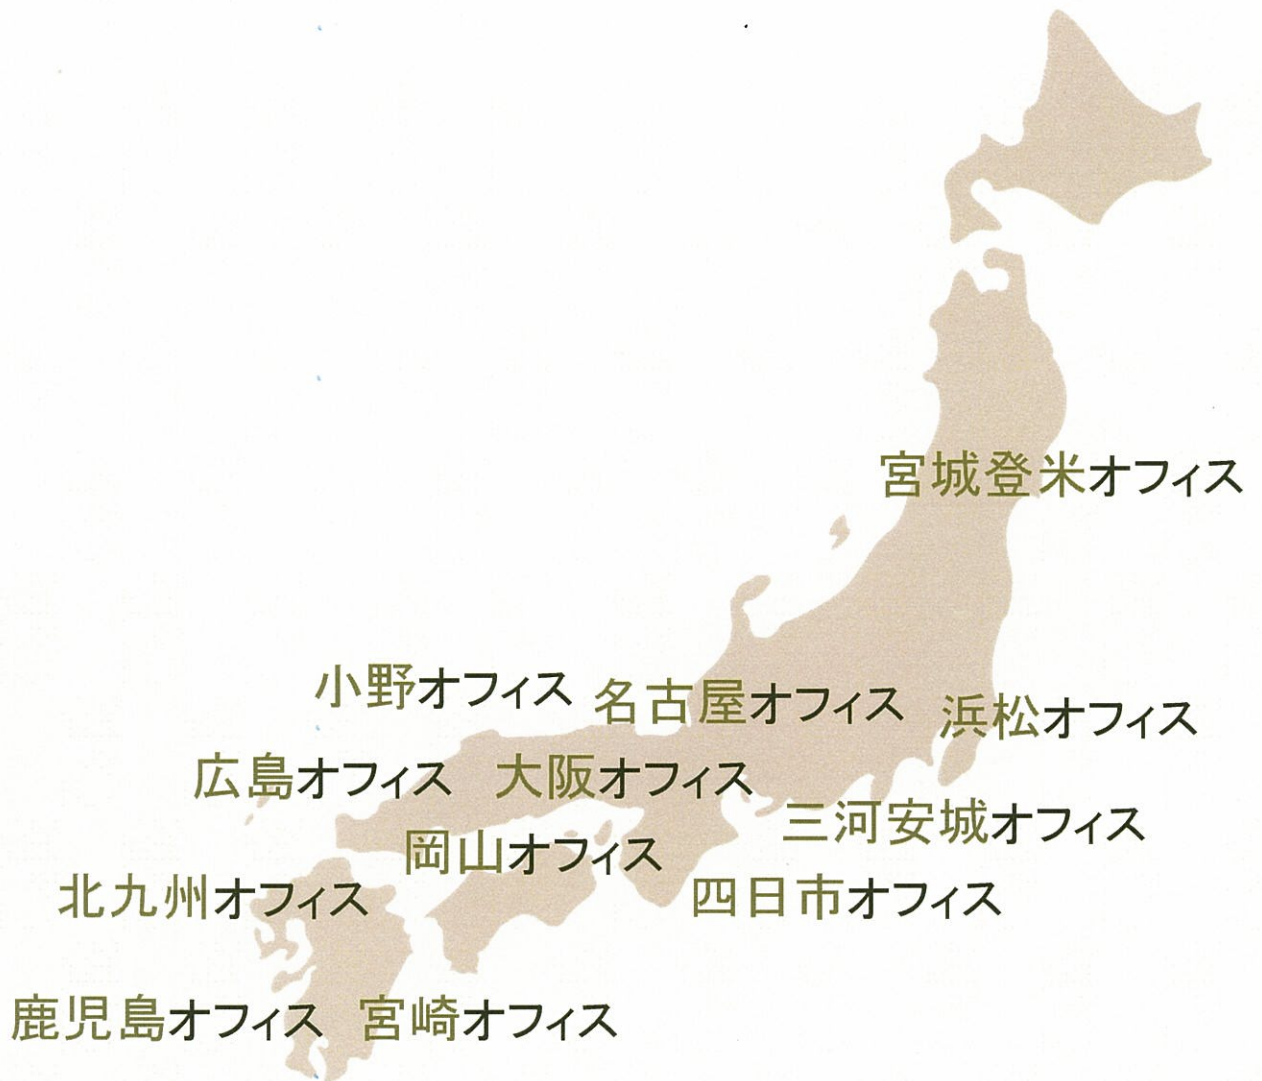 宮城登米オフィス
小野オフィス
名古屋オフィス
浜松オフィス
広島オフィス
大阪オフィス
三河安城オフィス
岡山オフィス
北九州オフィス
四日市オフィス
鹿児島オフィス
宮崎オフィス